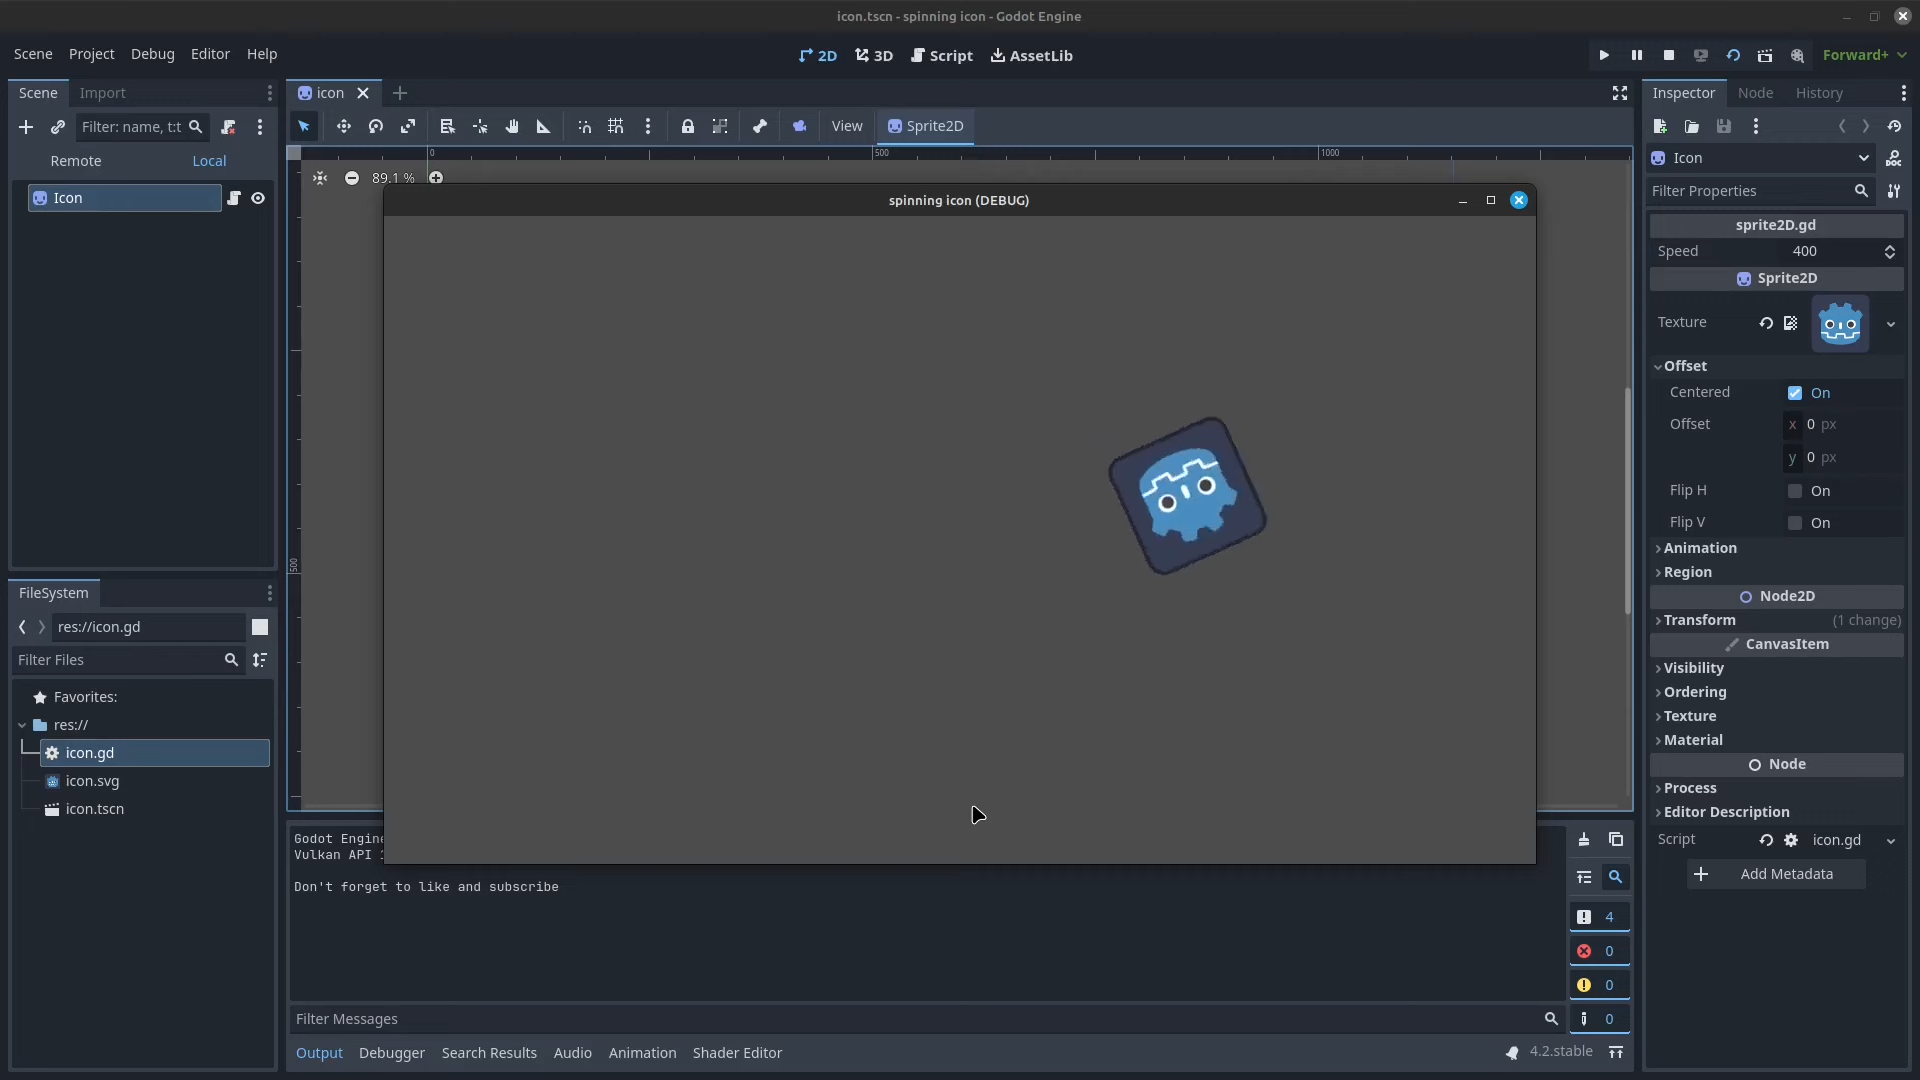 icon.tscn - spinning icon - Godot Engine
Scene Project Debug Editor Help
2D 3D Script AssetLib
Forward+
Scene Import
Filter: name, t:t
Remote Local
Icon
icon
View Sprite2D
0 500 1000
500
89.1 %
spinning icon (DEBUG)
FileSystem
res://icon.gd
Filter Files
Favorites:
res://
icon.gd
icon.svg
icon.tscn
Godot Engine
Vulkan API
Don't forget to like and subscribe
4
0
0
0
Filter Messages
Output Debugger Search Results Audio Animation Shader Editor
4.2.stable
Inspector Node History
Icon
Filter Properties
sprite2D.gd
Speed 400
Sprite2D
Texture
Offset
Centered On
Offset x 0 px
y 0 px
Flip H On
Flip V On
Animation
Region
Node2D
Transform (1 change)
CanvasItem
Visibility
Ordering
Texture
Material
Node
Process
Editor Description
Script icon.gd
Add Metadata